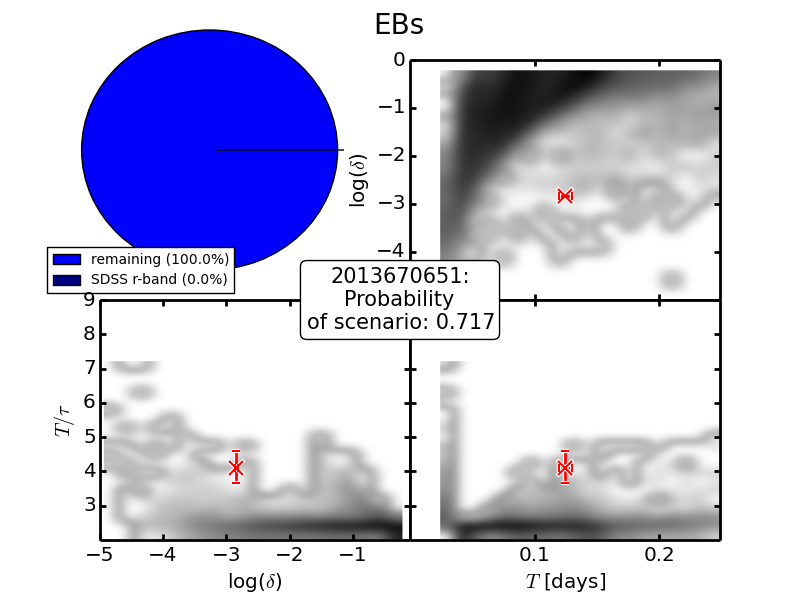 EBs
remaining (100.0%)
SDSS r-band (0.0%)
log(δ)
0
−1
−2
−3
−4
2013670651:
Probability
of scenario: 0.717
T/τ
9
8
7
6
5
4
3
−5 −4 −3 −2 −1
log(δ)
0.1 0.2
T [days]